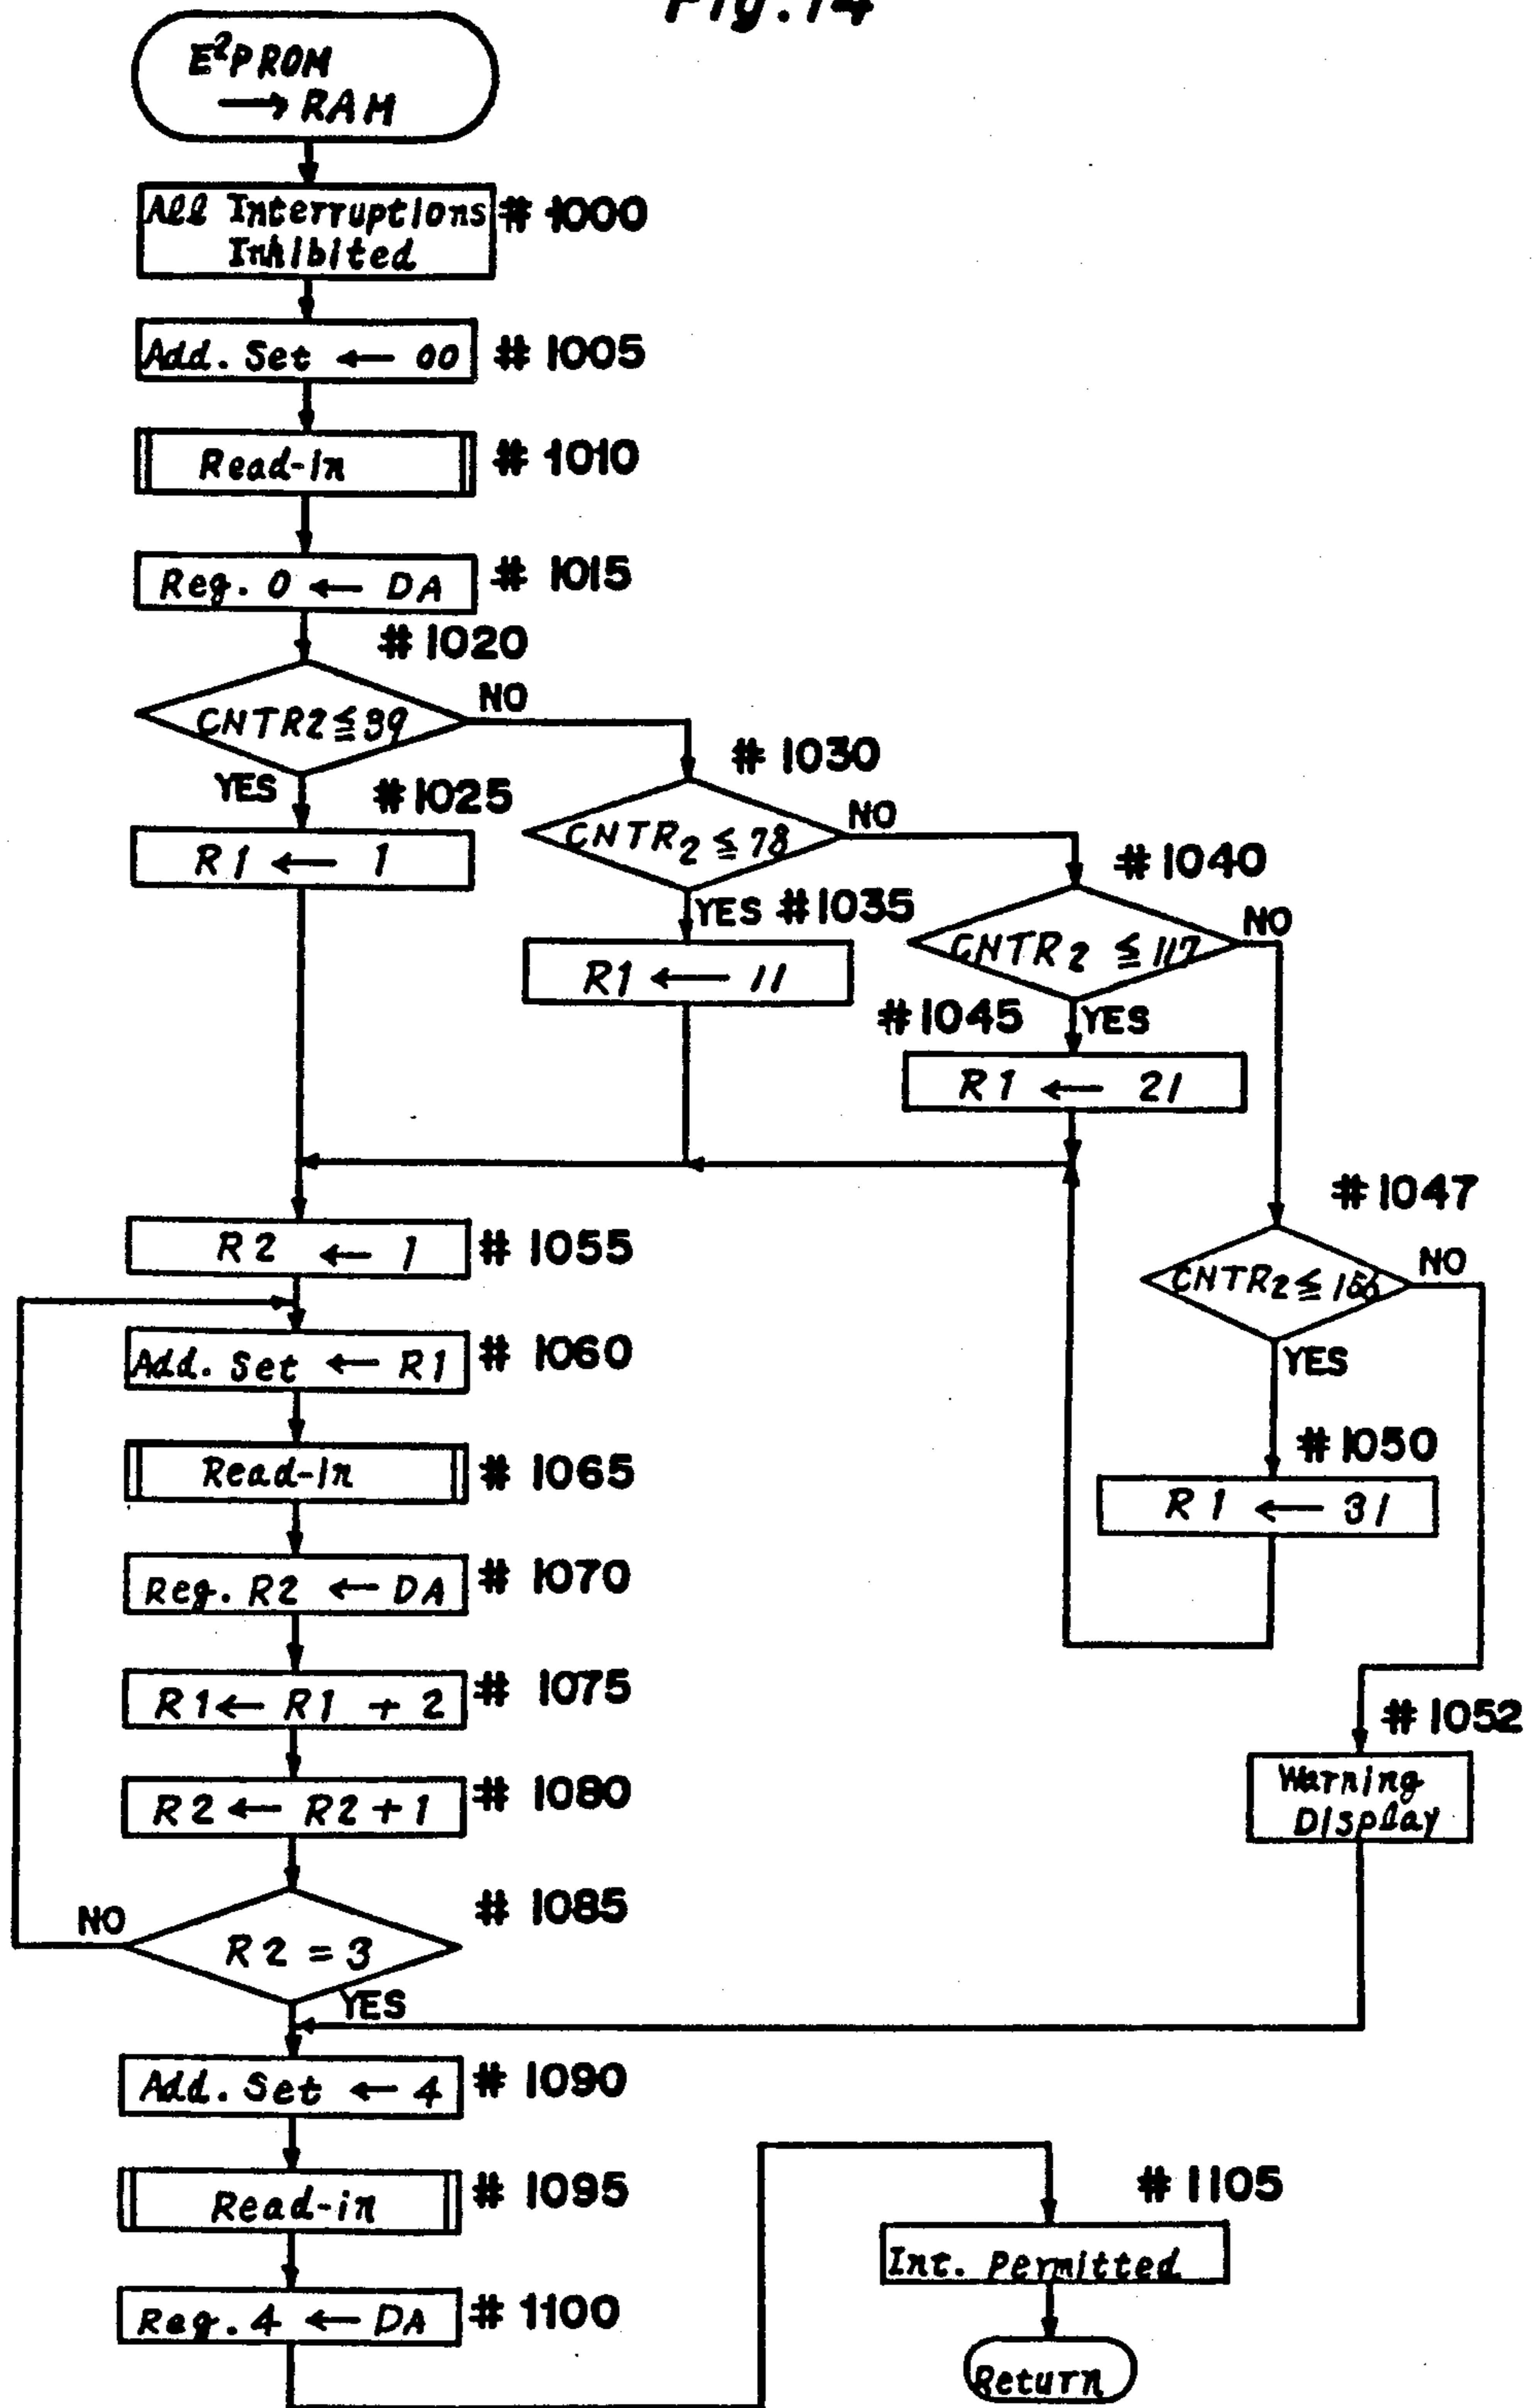 Fig. 14
E²PROM
→ RAM
All Interruptions
Inhibited
# 1000
Add. Set ← 00
# 1005
Read-in
# 1010
Reg. 0 ← DA
# 1015
# 1020
CNTR2 ≦ 39
NO
YES
# 1025
R1 ← 1
# 1030
CNTR2 ≦ 78
NO
YES
# 1035
R1 ← 11
# 1040
CNTR2 ≦ 117
NO
YES
# 1045
R1 ← 21
# 1047
CNTR2 ≦ 156
NO
YES
# 1050
R1 ← 31
# 1052
Warning
Display
R2 ← 1
# 1055
Add. Set ← R1
# 1060
Read-in
# 1065
Reg. R2 ← DA
# 1070
R1 ← R1 + 2
# 1075
R2 ← R2 + 1
# 1080
# 1085
R2 = 3
NO
YES
Add. Set ← 4
# 1090
Read-in
# 1095
Reg. 4 ← DA
# 1100
# 1105
Int. Permitted
Return